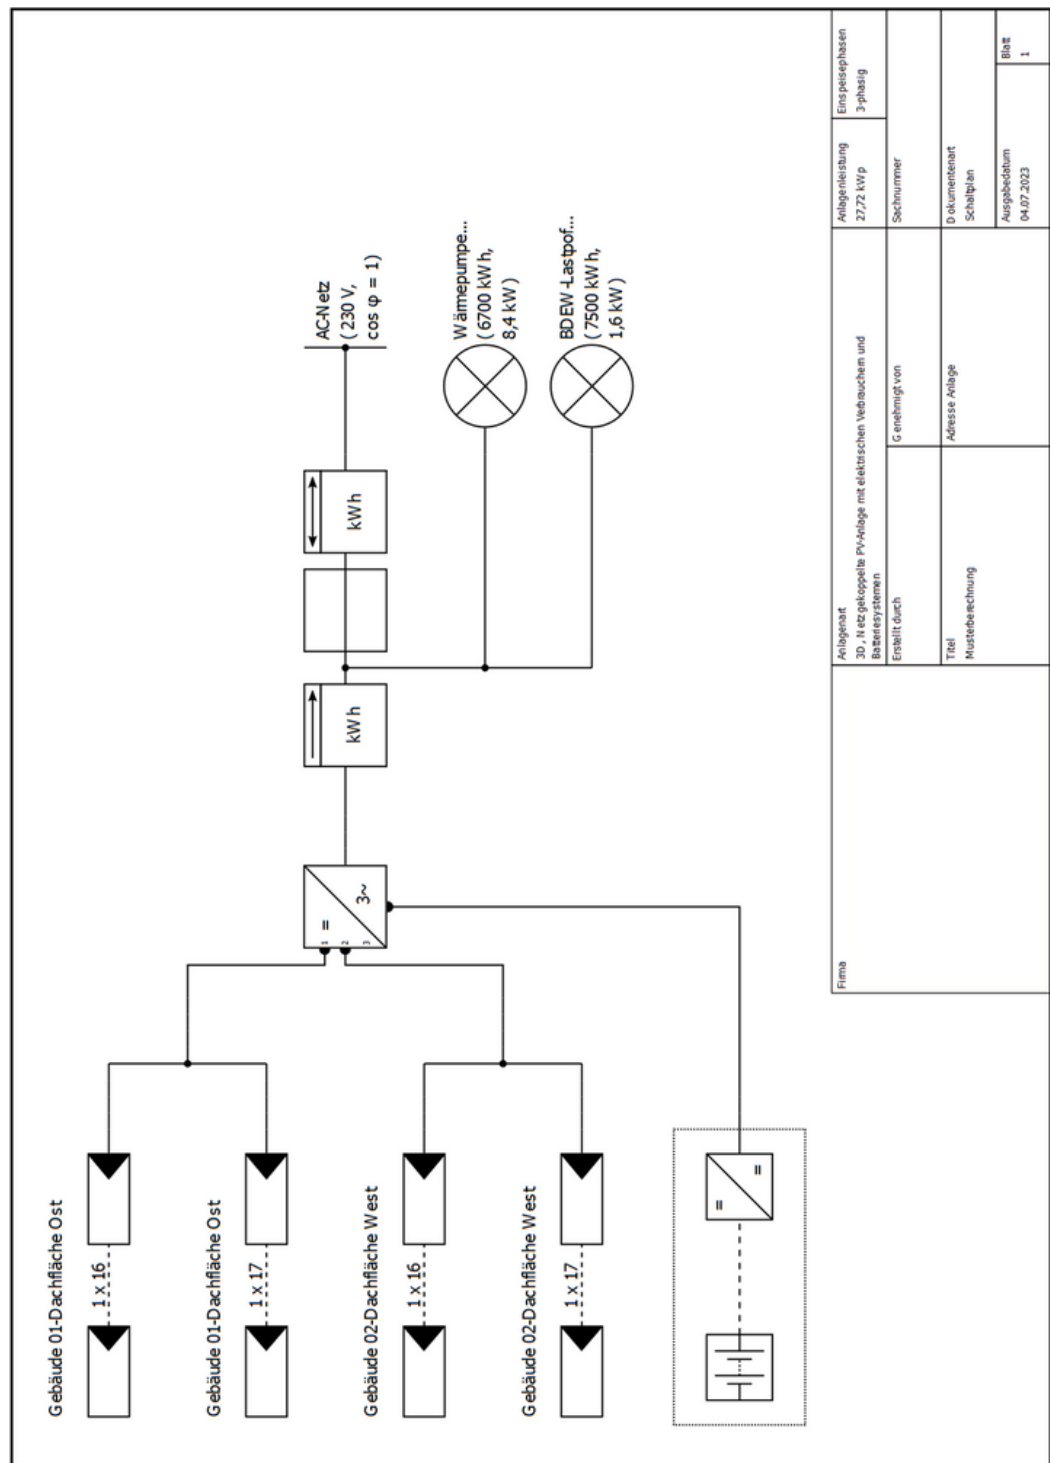 Gebäude 01-Dachfläche Ost
1 x 16
Gebäude 01-Dachfläche Ost
1 x 17
Gebäude 02-Dachfläche West
1 x 16
Gebäude 02-Dachfläche West
1 x 17
=
=
=
3~
1
2
3
kWh
kWh
AC-Netz
(230 V,
cos φ = 1)
Wärmepumpe...
(6700 kWh,
8,4 kW)
BDEW-Lastpof...
(7500 kWh,
1,6 kW)
Firma
Anlagenart
3D, Netzgekoppelte PV-Anlage mit elektrischen Verbrauchern und
Batteriesystemen
Anlagenleistung
27,72 kWp
Einspeisephasen
3-phasig
Erstellt durch
Genehmigt von
Sachnummer
Titel
Musterberechnung
Adresse Anlage
Dokumentenart
Schaltplan
Ausgabedatum
04.07.2023
Blatt
1